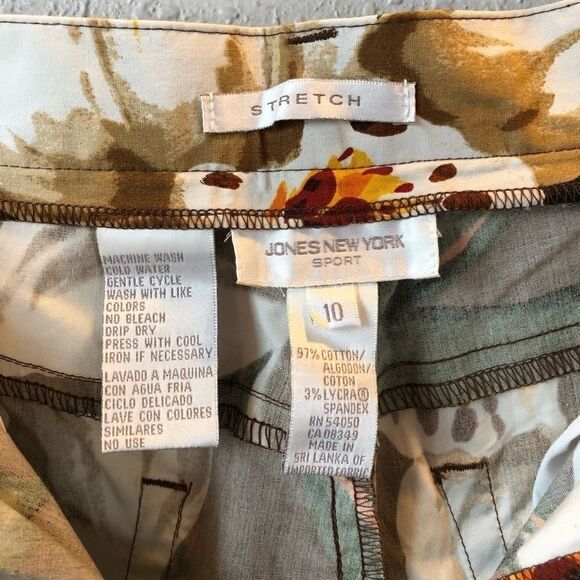 STRETCH
JONES NEW YORK
SPORT
10
97% COTTON/
ALGODON/
COTON
3% LYCRA®
SPANDEX
RN 54050
CA 08349
MADE IN
SRI LANKA OF
IMPORTED FABRIC
MACHINE WASH
COLD WATER
GENTLE CYCLE
WASH WITH LIKE
COLORS
NO BLEACH
DRIP DRY
PRESS WITH COOL
IRON IF NECESSARY
LAVADO A MAQUINA
CON AGUA FRIA
CICLO DELICADO
LAVE CON COLORES
SIMILARES
NO USE